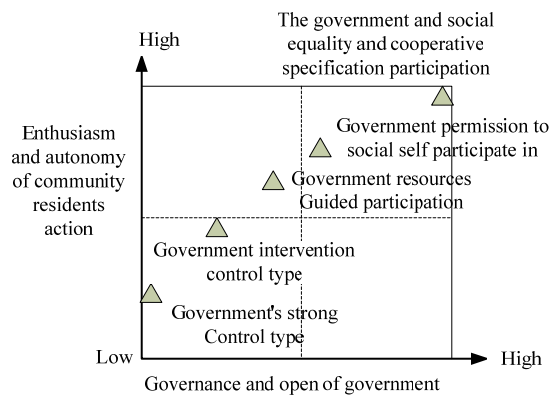 The government and social
equality and cooperative
specification participation
High
Enthusiasm
and autonomy
of community
residents
action
Government permission to
social self participate in
Government resources
Guided participation
Government intervention
control type
Government's strong
Control type
Low
High
Governance and open of government